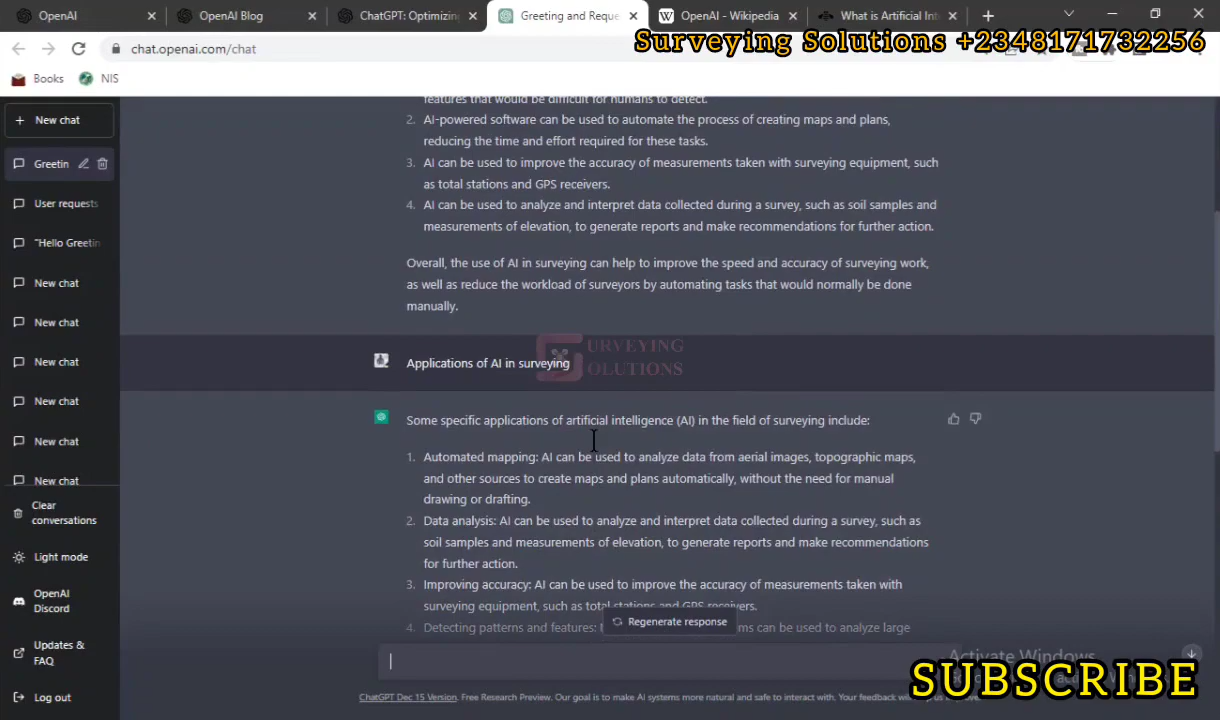 OpenAI
OpenAI Blog
ChatGPT: Optimizing
Greeting and Reque
OpenAI - Wikipedia
What is Artificial Int
chat.openai.com/chat
Surveying Solutions +2348171732256
Books
NIS
New chat
Greetin
User requests
"Hello Greetin
New chat
New chat
New chat
New chat
New chat
New chat
Clear
conversations
Light mode
OpenAI
Discord
Updates &
FAQ
Log out
features that would be difficult for humans to detect.
2. AI-powered software can be used to automate the process of creating maps and plans,
reducing the time and effort required for these tasks.
3. AI can be used to improve the accuracy of measurements taken with surveying equipment, such
as total stations and GPS receivers.
4. AI can be used to analyze and interpret data collected during a survey, such as soil samples and
measurements of elevation, to generate reports and make recommendations for further action.
Overall, the use of AI in surveying can help to improve the speed and accuracy of surveying work,
as well as reduce the workload of surveyors by automating tasks that would normally be done
manually.
URVEYING
OLUTIONS
Applications of AI in surveying
Some specific applications of artificial intelligence (AI) in the field of surveying include:
1. Automated mapping: AI can be used to analyze data from aerial images, topographic maps,
and other sources to create maps and plans automatically, without the need for manual
drawing or drafting.
2. Data analysis: AI can be used to analyze and interpret data collected during a survey, such as
soil samples and measurements of elevation, to generate reports and make recommendations
for further action.
3. Improving accuracy: AI can be used to improve the accuracy of measurements taken with
surveying equipment, such as total stations and GPS receivers.
4. Detecting patterns and features: ms can be used to analyze large
Regenerate response
Activate Windows
SUBSCRIBE
ChatGPT Dec 15 Version. Free Research Preview. Our goal is to make AI systems more natural and safe to interact with. Your feedback